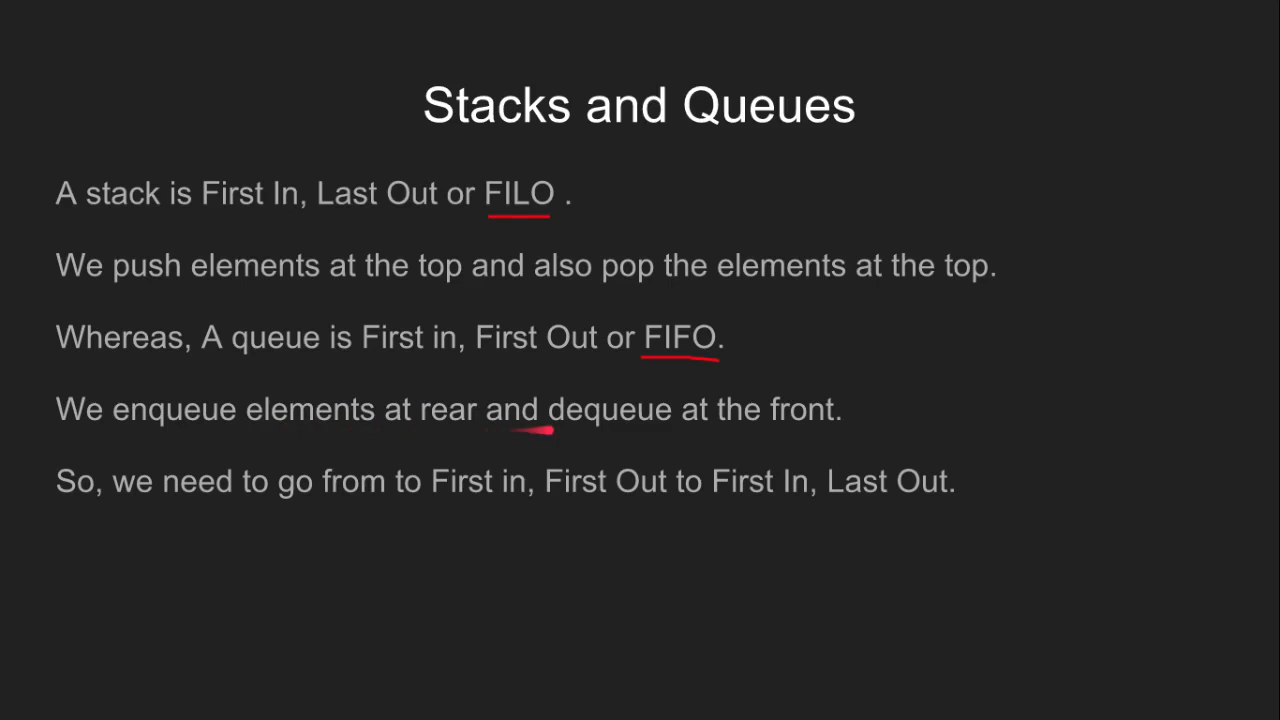 Stacks and Queues
A stack is First In, Last Out or FILO .
We push elements at the top and also pop the elements at the top.
Whereas, A queue is First in, First Out or FIFO.
We enqueue elements at rear and dequeue at the front.
So, we need to go from to First in, First Out to First In, Last Out.